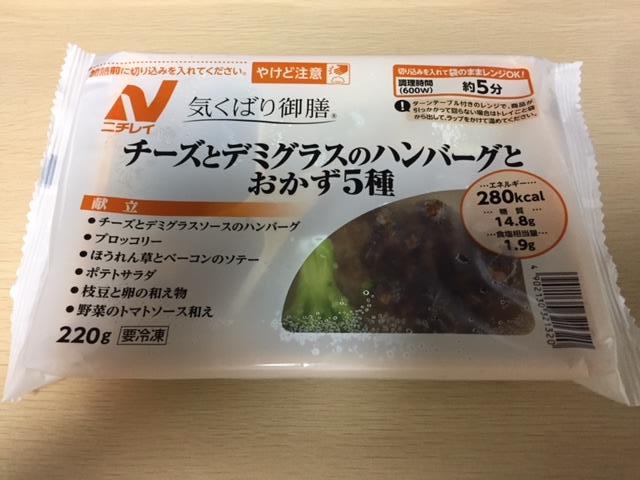 加熱前に切り込みを入れてください。
やけど注意
切り込みを入れて袋のままレンジOK!
調理時間
(600W)
約5分
ターンテーブル付きのレンジで、商品が
引っかかって回らない場合はトレイごと袋
から出して、ラップをかけて温めてください。
ニチレイ
気くばり御膳®
チーズとデミグラスのハンバーグと
おかず5種
エネルギー
280kcal
糖質
14.8g
食塩相当量
1.9g
献立
●チーズとデミグラスソースのハンバーグ
●ブロッコリー
●ほうれん草とベーコンのソテー
●ポテトサラダ
●枝豆と卵の和え物
●野菜のトマトソース和え
220g 要冷凍